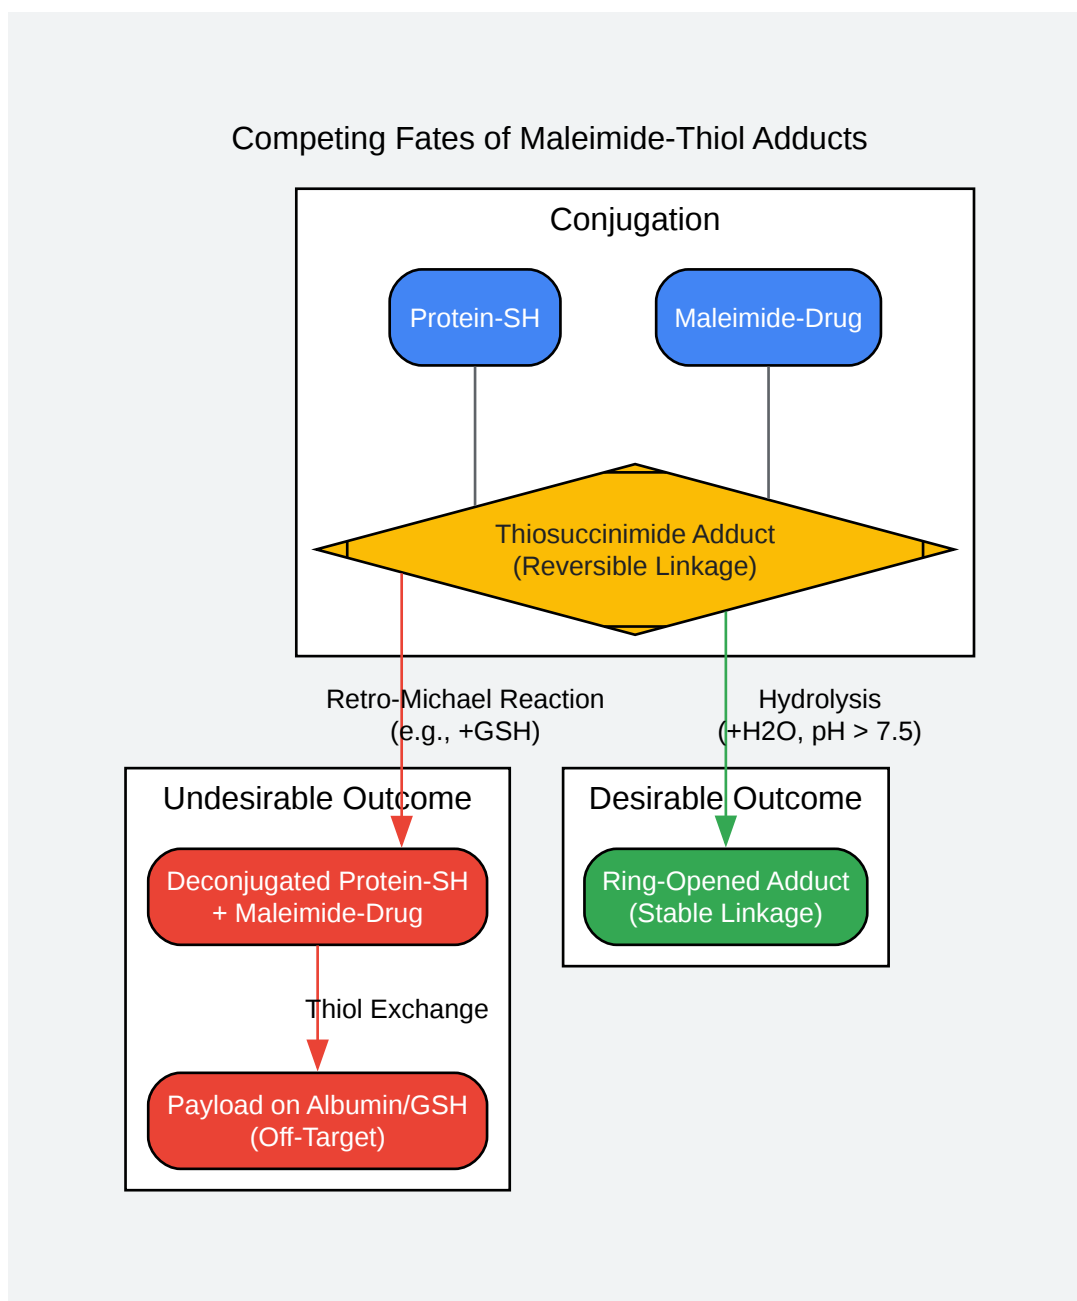 Competing Fates of Maleimide-Thiol Adducts
Conjugation
Protein-SH
Maleimide-Drug
Thiosuccinimide Adduct
(Reversible Linkage)
Retro-Michael Reaction
(e.g., +GSH)
Hydrolysis
(+H2O, pH > 7.5)
Undesirable Outcome
Deconjugated Protein-SH
+ Maleimide-Drug
Thiol Exchange
Payload on Albumin/GSH
(Off-Target)
Desirable Outcome
Ring-Opened Adduct
(Stable Linkage)